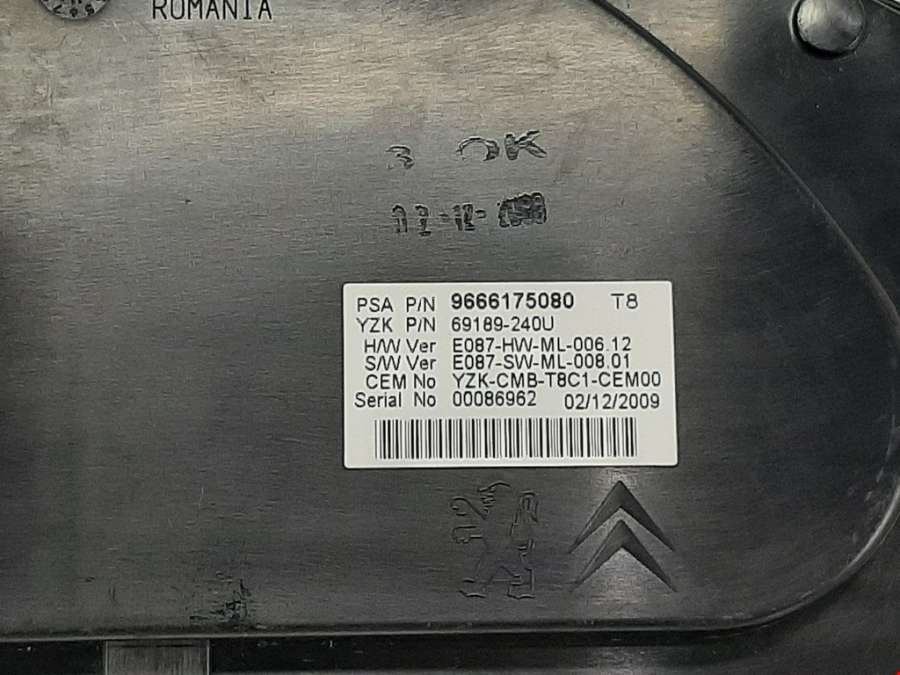 ROMANIA
3 OK
PSA P/N 9666175080 T8
YZK P/N 69189-240U
H/W Ver E087-HW-ML-006.12
S/W Ver E087-SW-ML-008.01
CEM No YZK-CMB-T8C1-CEM00
Serial No 00086962 02/12/2009